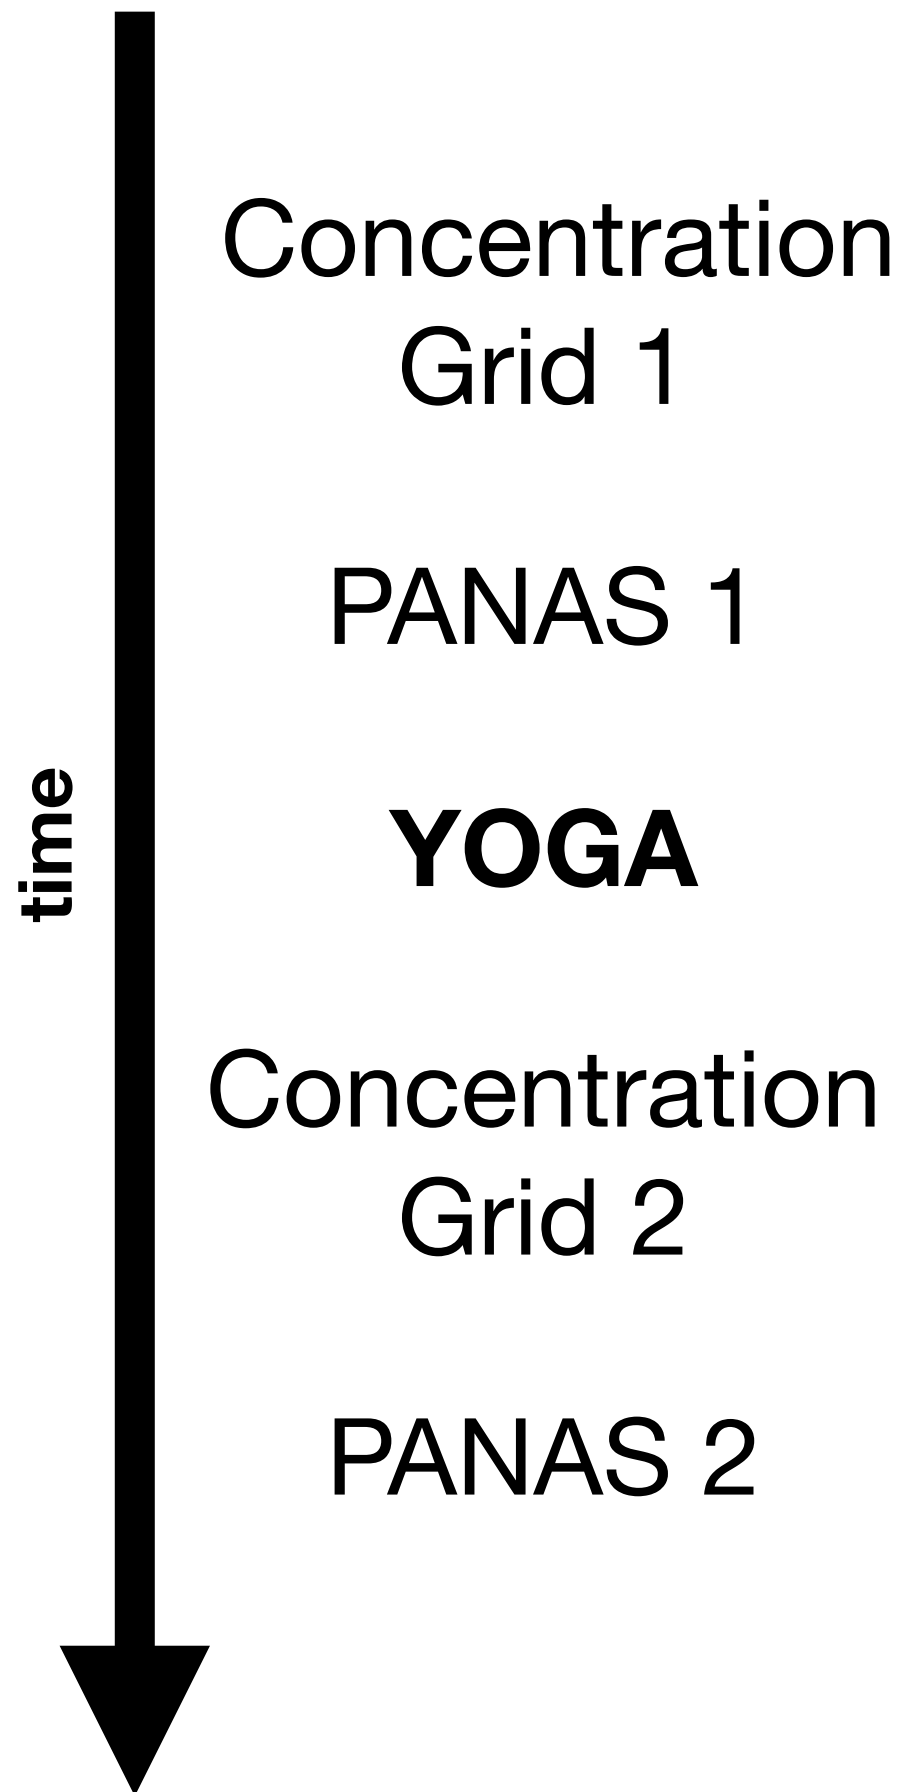 Concentration
Grid 1
PANAS 1
time
YOGA
Concentration
Grid 2
PANAS 2